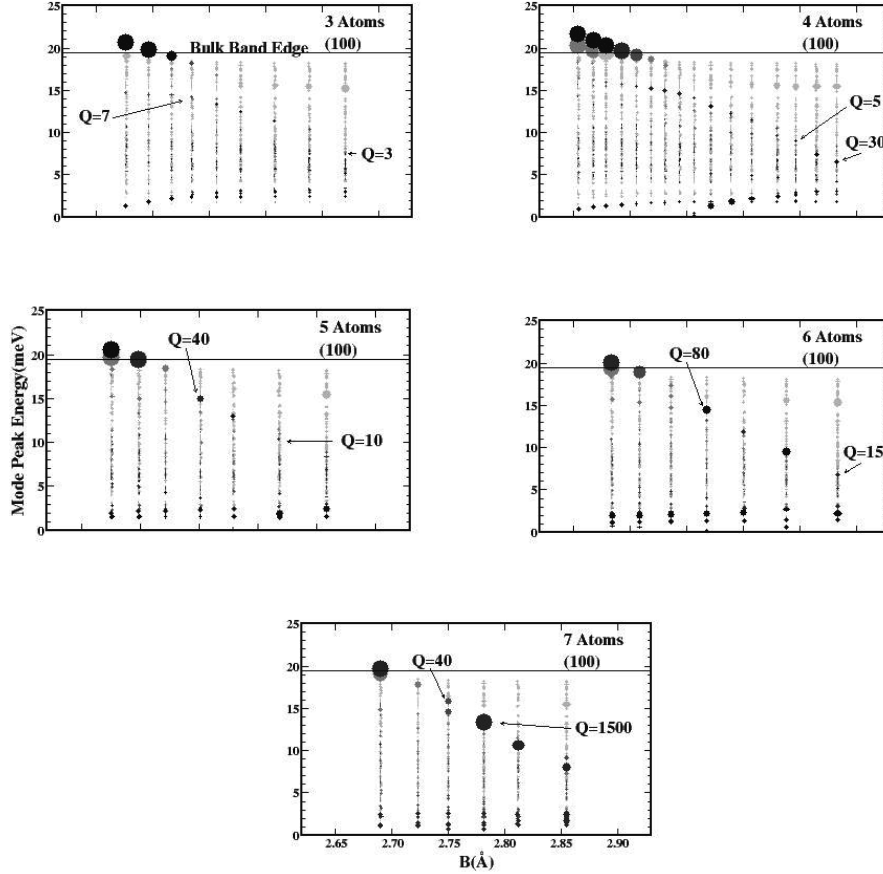 25
3 Atoms
20
Bulk Band Edge
(100)
15
Q=7
10
Q=3
5
0
25
4 Atoms
20
(100)
15
Q=5
10
Q=30
5
0
Mode Peak Energy(meV)
25
5 Atoms
Q=40
(100)
20
15
10
Q=10
5
0
25
6 Atoms
Q=80
(100)
20
15
10
Q=15
5
0
25
7 Atoms
20
Q=40
(100)
15
Q=1500
10
5
0
2.65 2.70 2.75 2.80 2.85 2.90
B(Å)